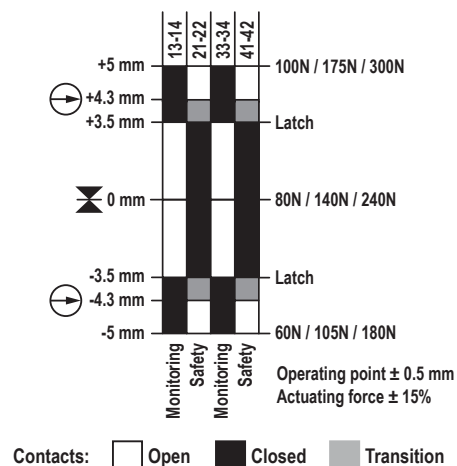 13-14
21-22
33-34
41-42
+5 mm
100N / 175N / 300N
+4.3 mm
+3.5 mm
Latch
0 mm
80N / 140N / 240N
-3.5 mm
Latch
-4.3 mm
-5 mm
60N / 105N / 180N
Monitoring
Safety
Monitoring
Safety
Operating point ± 0.5 mm
Actuating force ± 15%
Contacts: Open Closed Transition